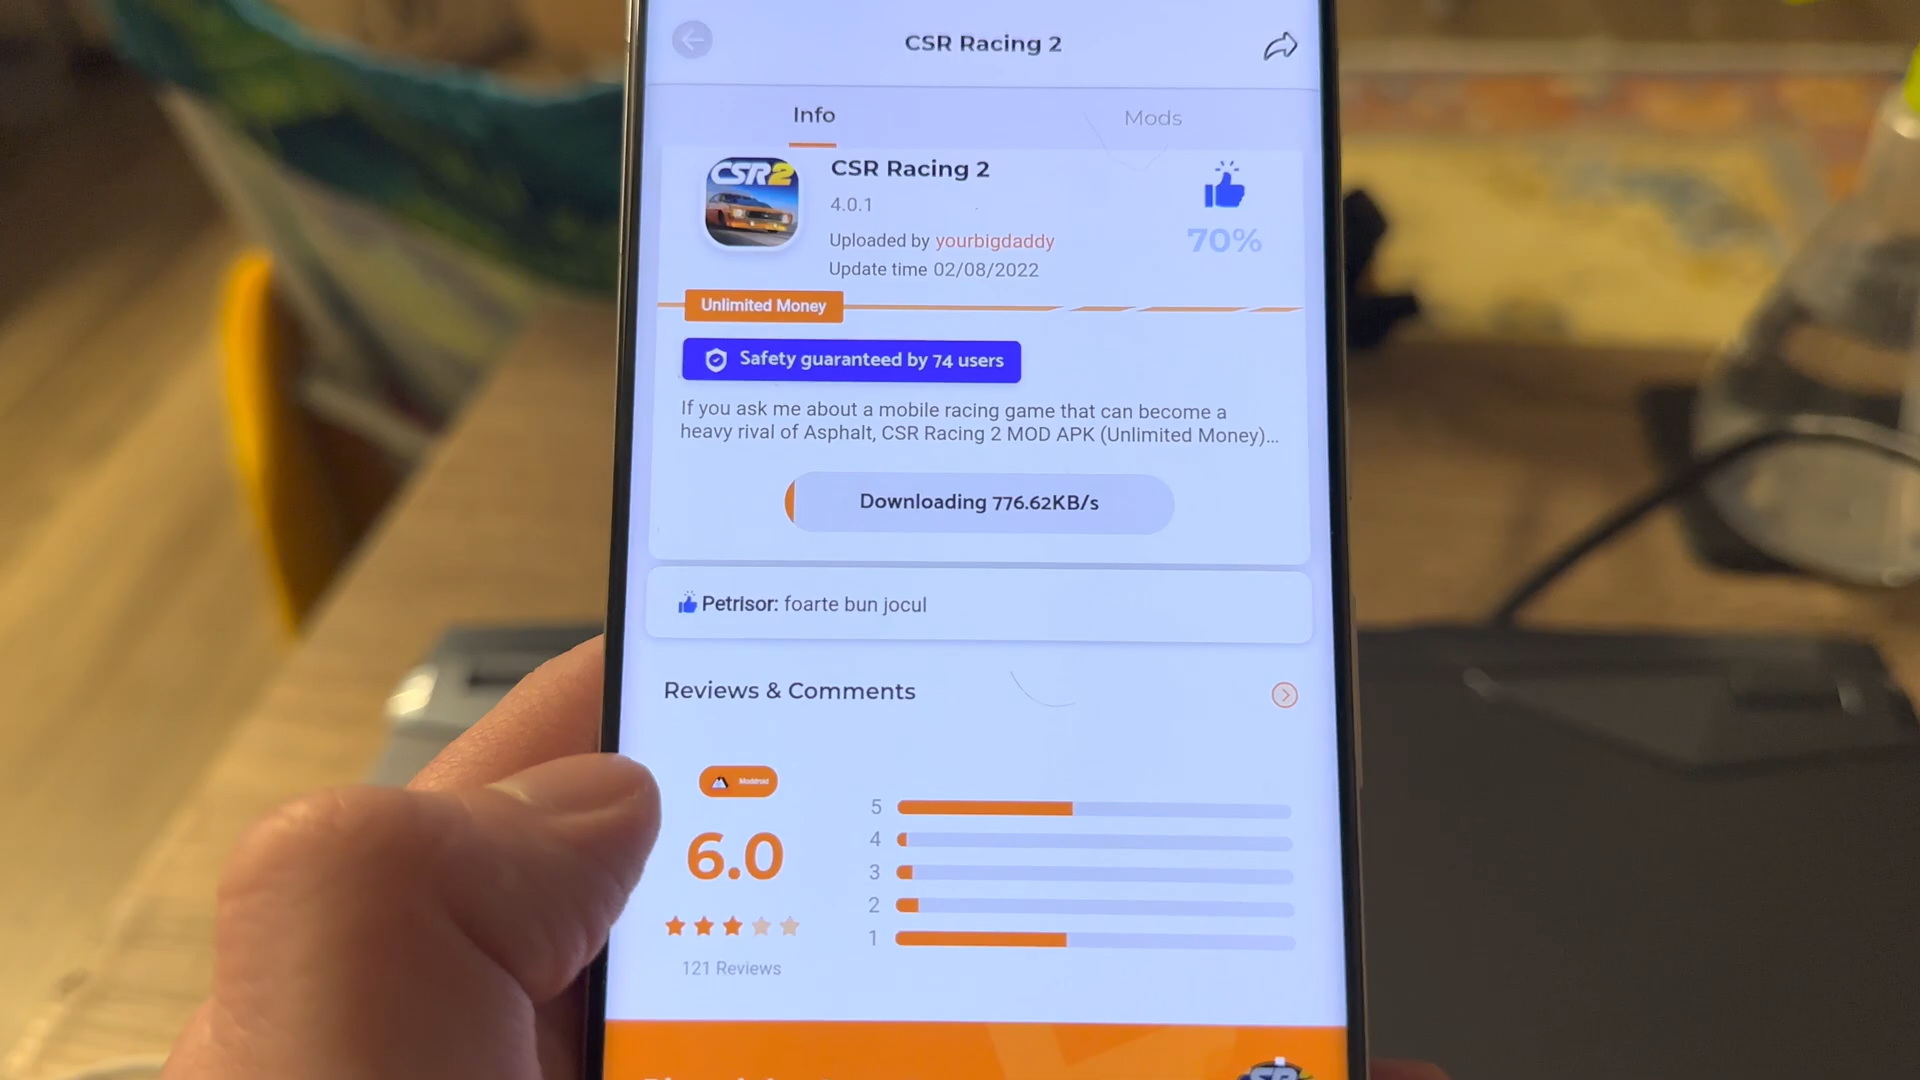 CSR Racing 2
Info
Mods
CSR2
CSR Racing 2
4.0.1
Uploaded by yourbigdaddy
Update time 02/08/2022
70%
Unlimited Money
Safety guaranteed by 74 users
If you ask me about a mobile racing game that can become a
heavy rival of Asphalt, CSR Racing 2 MOD APK (Unlimited Money)...
Downloading 776.62KB/s
Petrisor: foarte bun jocul
Reviews & Comments
Moddroid
6.0
121 Reviews
5
4
3
2
1